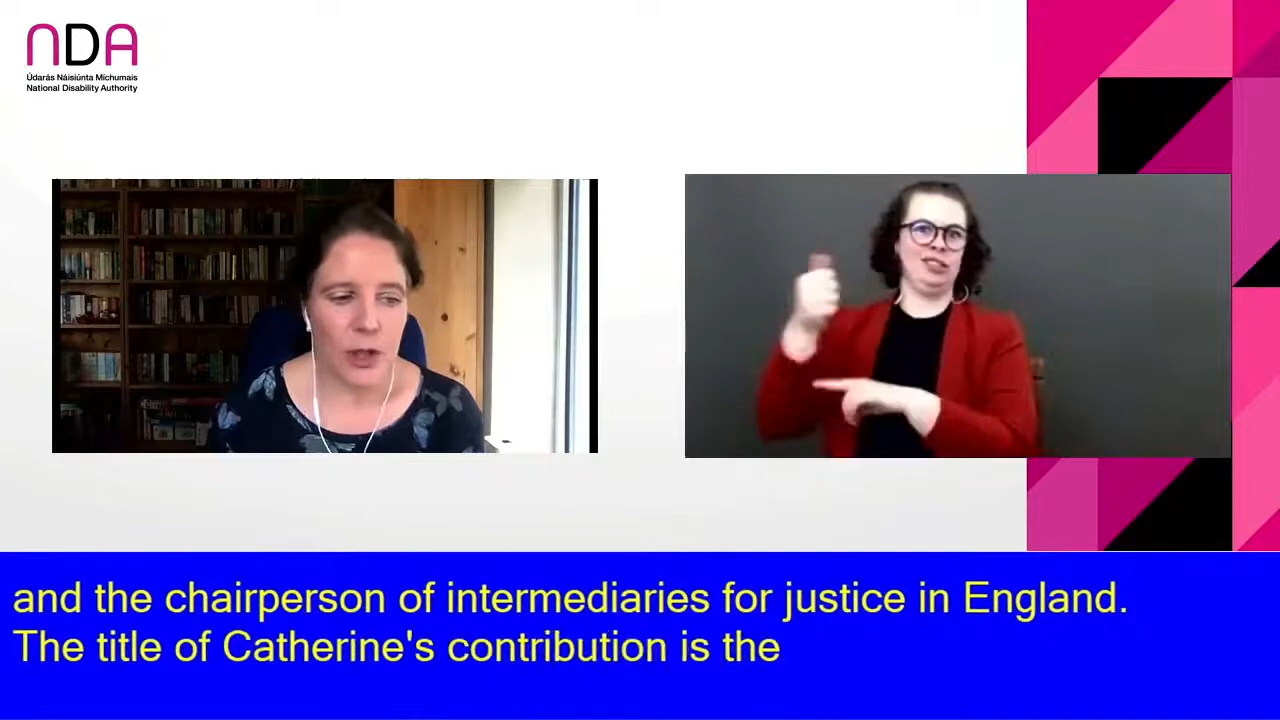 NDA
Údarás Náisiúnta Míchumais
National Disability Authority
and the chairperson of intermediaries for justice in England.
The title of Catherine's contribution is the